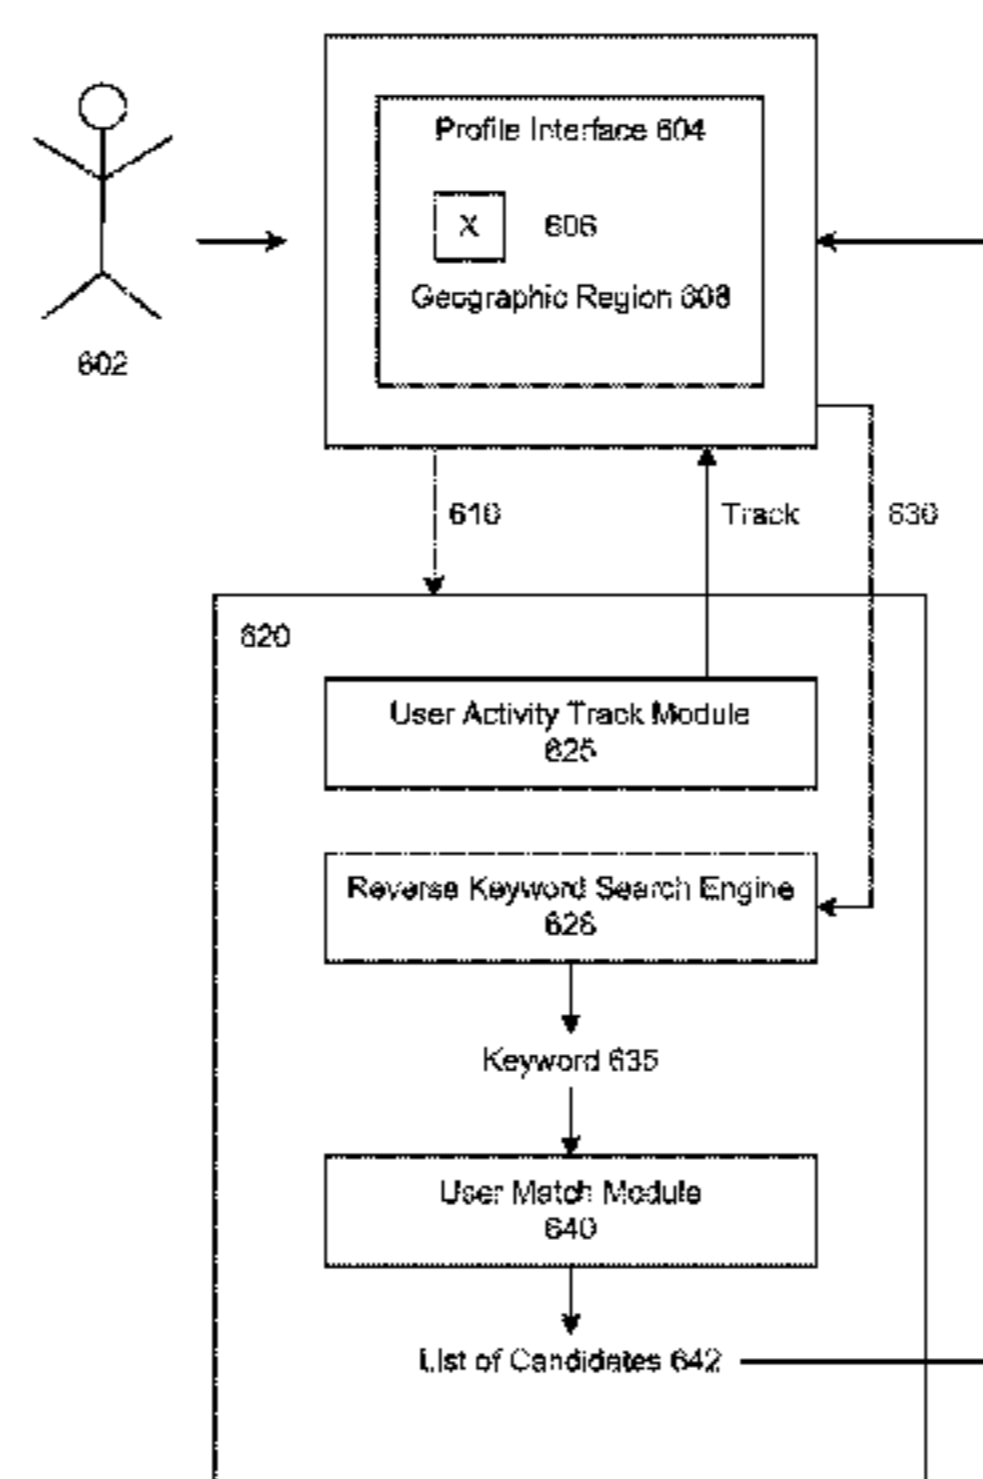 Profile Interface 604
X 606
Geographic Region 608
602
610
Track
630
620
User Activity Track Module
625
Reverse Keyword Search Engine
628
Keyword 635
User Match Module
640
List of Candidates 642